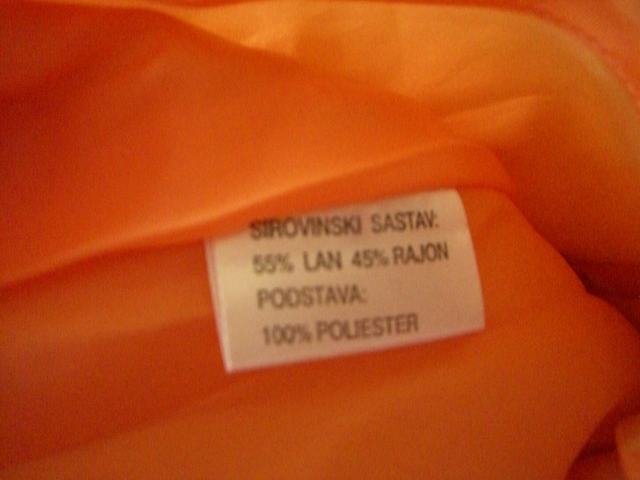 SIROVINSKI SASTAV:
55% LAN 45% RAJON
PODSTAVA:
100% POLIESTER